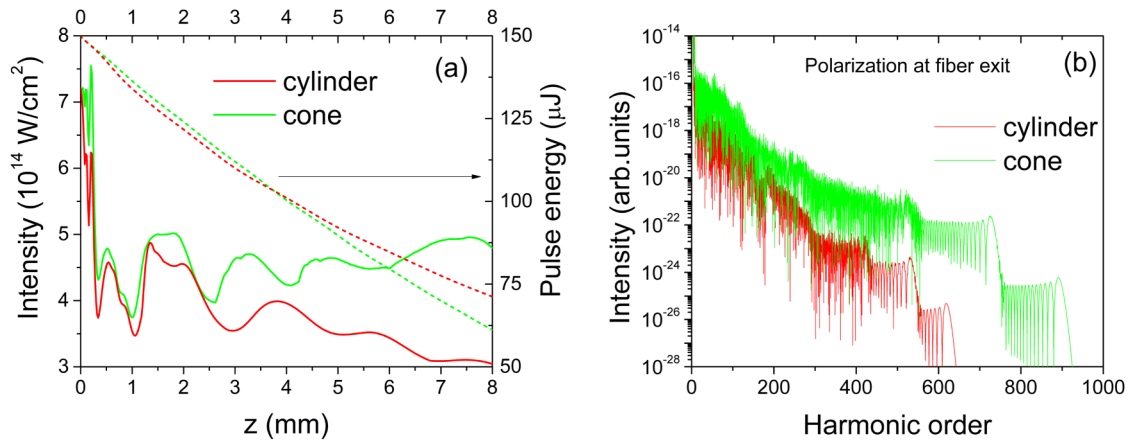 0 1 2 3 4 5 6 7 8
8
7
6
5
4
3
Intensity (10^14 W/cm^2)
(a)
cylinder
cone
150
125
100
75
50
Pulse energy (μJ)
0 1 2 3 4 5 6 7 8
z (mm)
10^-14
10^-16
10^-18
10^-20
10^-22
10^-24
10^-26
10^-28
Intensity (arb.units)
Polarization at fiber exit
(b)
cylinder
cone
0 200 400 600 800 1000
Harmonic order